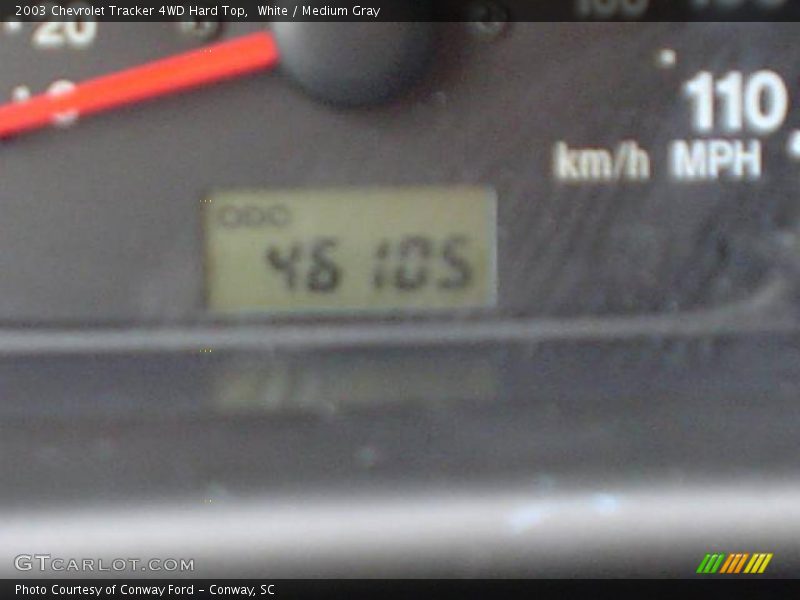 2003 Chevrolet Tracker 4WD Hard Top,  White / Medium Gray
20
10
110
km/h MPH
ODO
46105
GTCARLOT.COM
Photo Courtesy of Conway Ford – Conway, SC